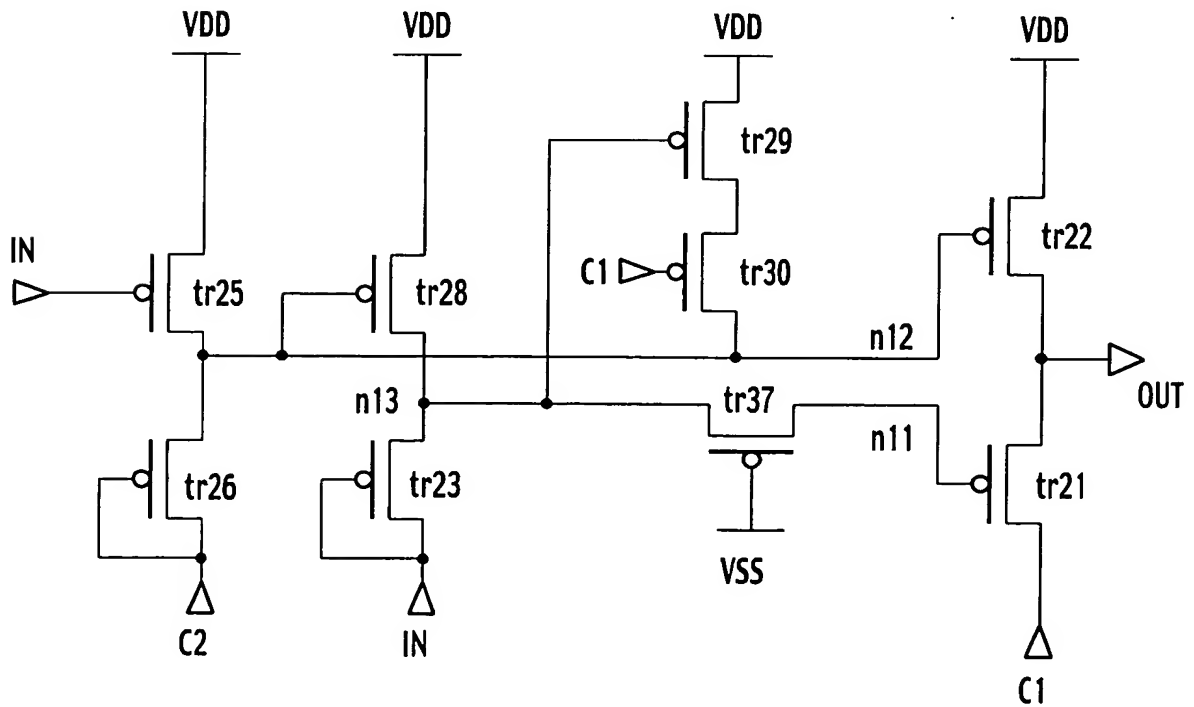 VDD VDD VDD VDD
tr29
IN tr22
C1 tr30
tr25 tr28
n12
OUT
n13 tr37
n11
tr26 tr23 tr21
VSS
C2 IN
C1